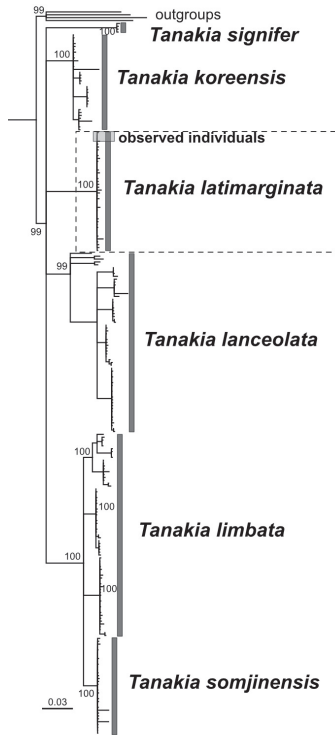 99
outgroups
100
Tanakia signifer
100
Tanakia koreensis
observed individuals
100
Tanakia latimarginata
99
99
Tanakia lanceolata
100
100
Tanakia limbata
100
100
Tanakia somjinensis
100
0.03